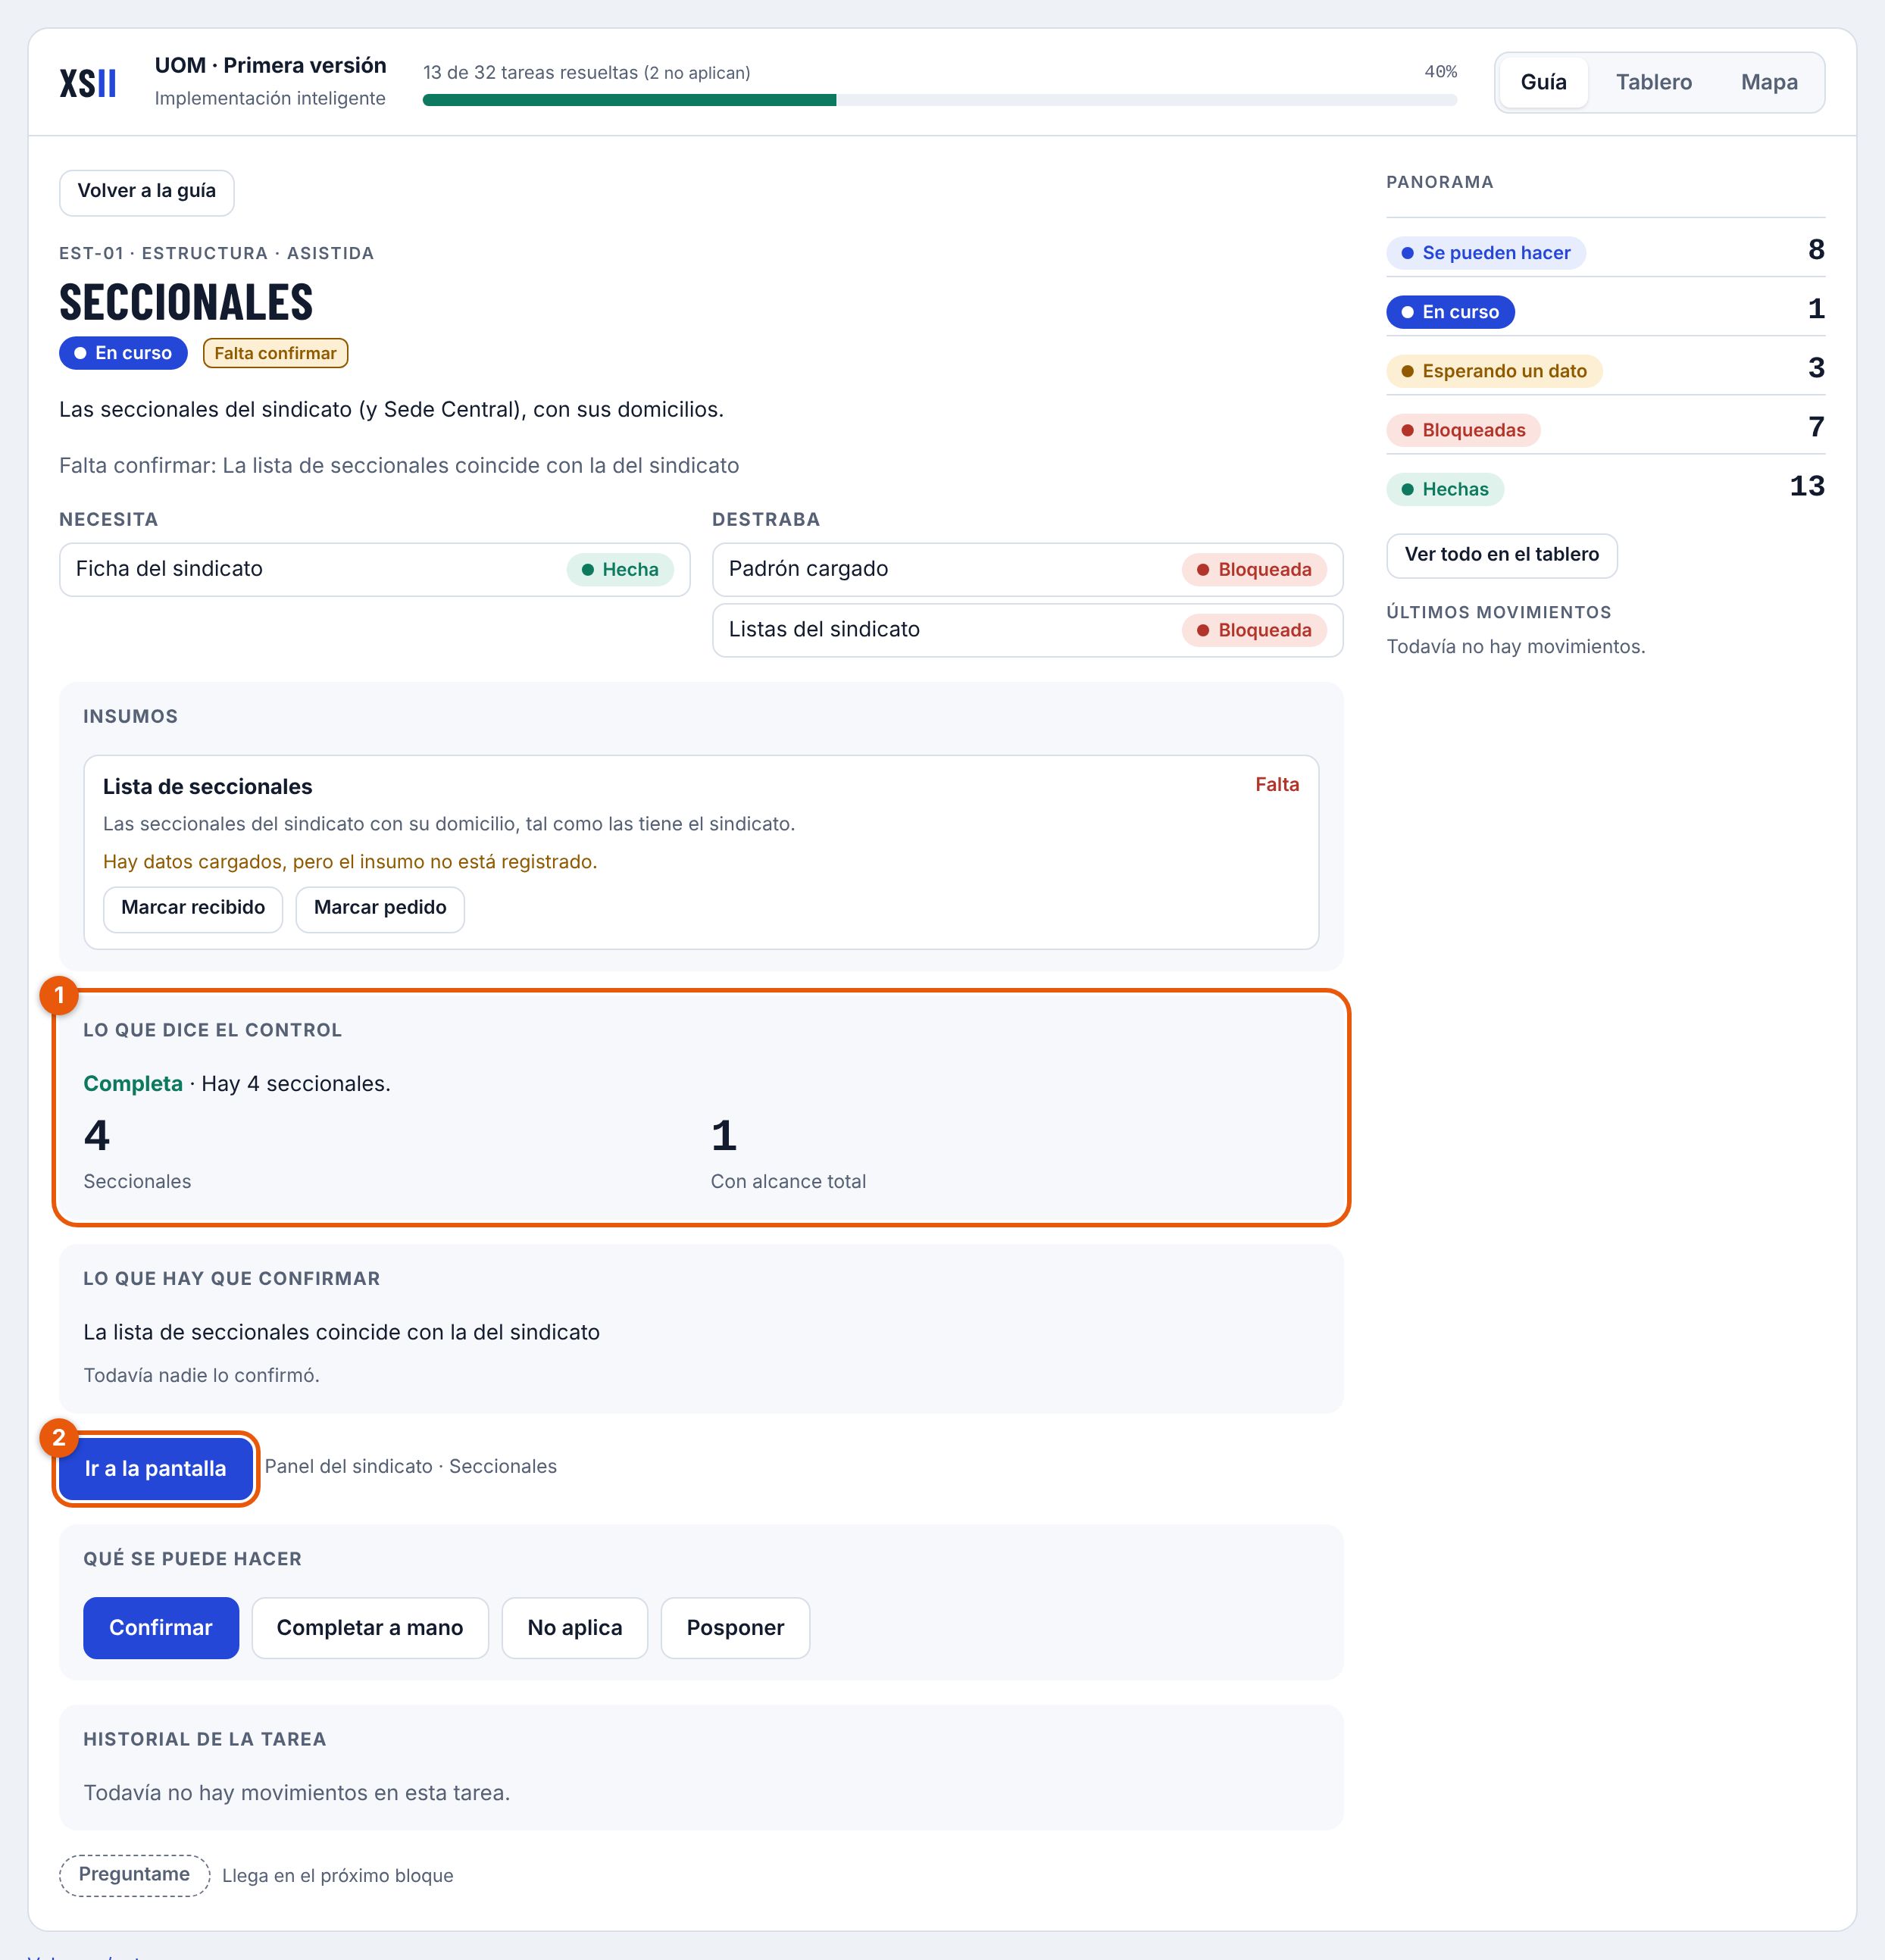 XSII
UOM · Primera versión
Implementación inteligente
13 de 32 tareas resueltas (2 no aplican)
40%
Guía
Tablero
Mapa
Volver a la guía
EST-01 · ESTRUCTURA · ASISTIDA
SECCIONALES
En curso
Falta confirmar
Las seccionales del sindicato (y Sede Central), con sus domicilios.
Falta confirmar: La lista de seccionales coincide con la del sindicato
NECESITA
Ficha del sindicato
Hecha
DESTRABA
Padrón cargado
Bloqueada
Listas del sindicato
Bloqueada
INSUMOS
Lista de seccionales
Falta
Las seccionales del sindicato con su domicilio, tal como las tiene el sindicato.
Hay datos cargados, pero el insumo no está registrado.
Marcar recibido
Marcar pedido
1
LO QUE DICE EL CONTROL
Completa · Hay 4 seccionales.
4
Seccionales
1
Con alcance total
LO QUE HAY QUE CONFIRMAR
La lista de seccionales coincide con la del sindicato
Todavía nadie lo confirmó.
2
Ir a la pantalla
Panel del sindicato · Seccionales
QUÉ SE PUEDE HACER
Confirmar
Completar a mano
No aplica
Posponer
HISTORIAL DE LA TAREA
Todavía no hay movimientos en esta tarea.
Preguntame
Llega en el próximo bloque
PANORAMA
Se pueden hacer
8
En curso
1
Esperando un dato
3
Bloqueadas
7
Hechas
13
Ver todo en el tablero
ÚLTIMOS MOVIMIENTOS
Todavía no hay movimientos.